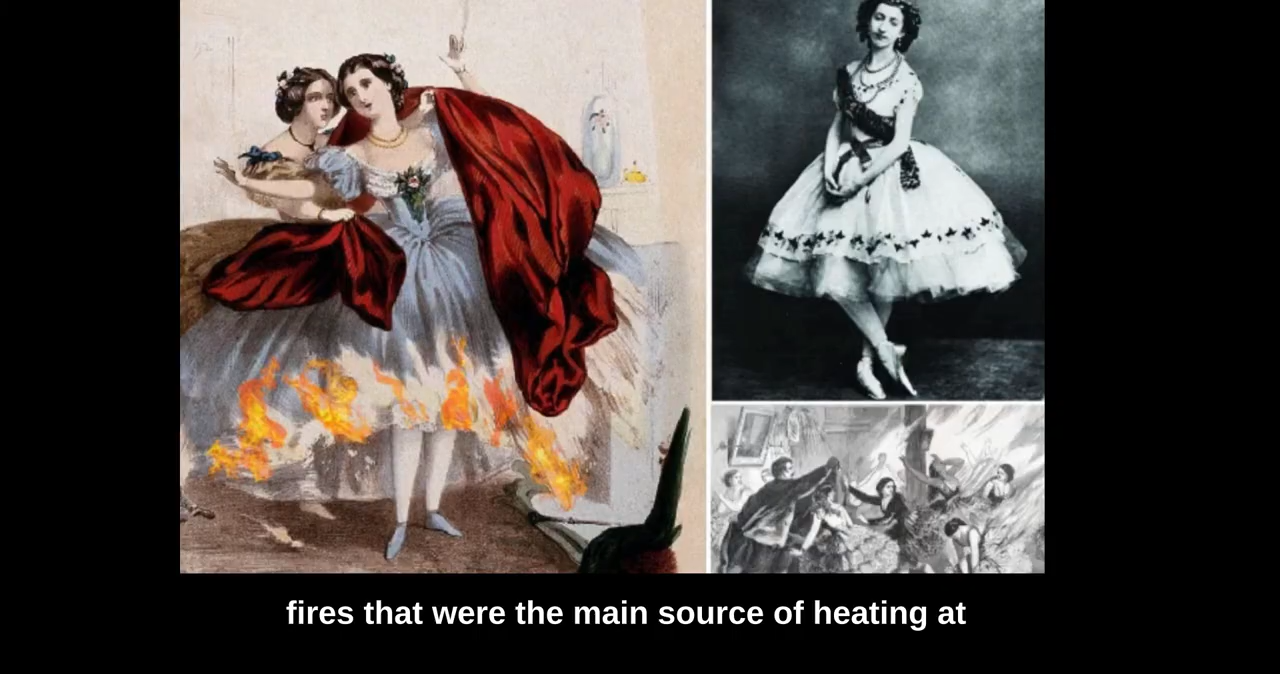 fires that were the main source of heating at